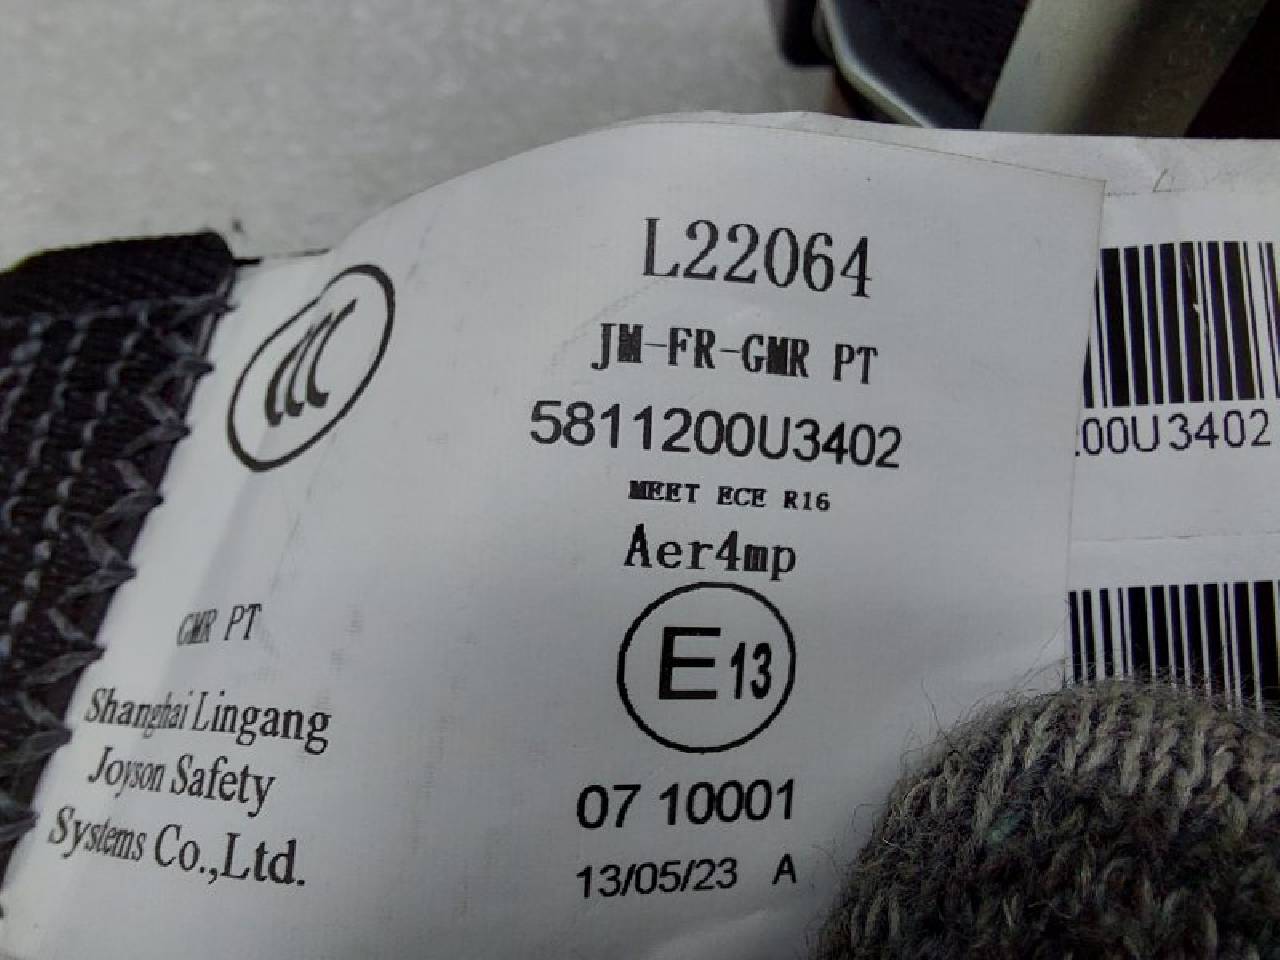 L22064
JM-FR-GMR PT
5811200U3402
MEET ECE R16
Aer4mp
E13
07 10001
13/05/23 A
CCC
GMR PT
Shanghai Lingang
Joyson Safety
Systems Co.,Ltd.
00U3402